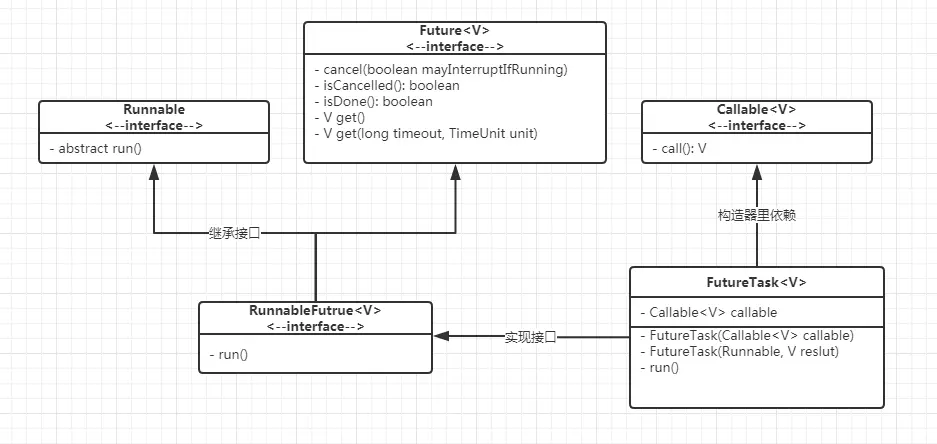 Future<V>
<--interface-->
- cancel(boolean mayInterruptIfRunning)
- isCancelled(): boolean
- isDone(): boolean
- V get()
- V get(long timeout, TimeUnit unit)
Runnable
<--interface-->
- abstract run()
Callable<V>
<--interface-->
- call(): V
继承接口
构造器里依赖
RunnableFutrue<V>
<--interface-->
- run()
实现接口
FutureTask<V>
- Callable<V> callable
- FutureTask(Callable<V> callable)
- FutureTask(Runnable, V reslut)
- run()